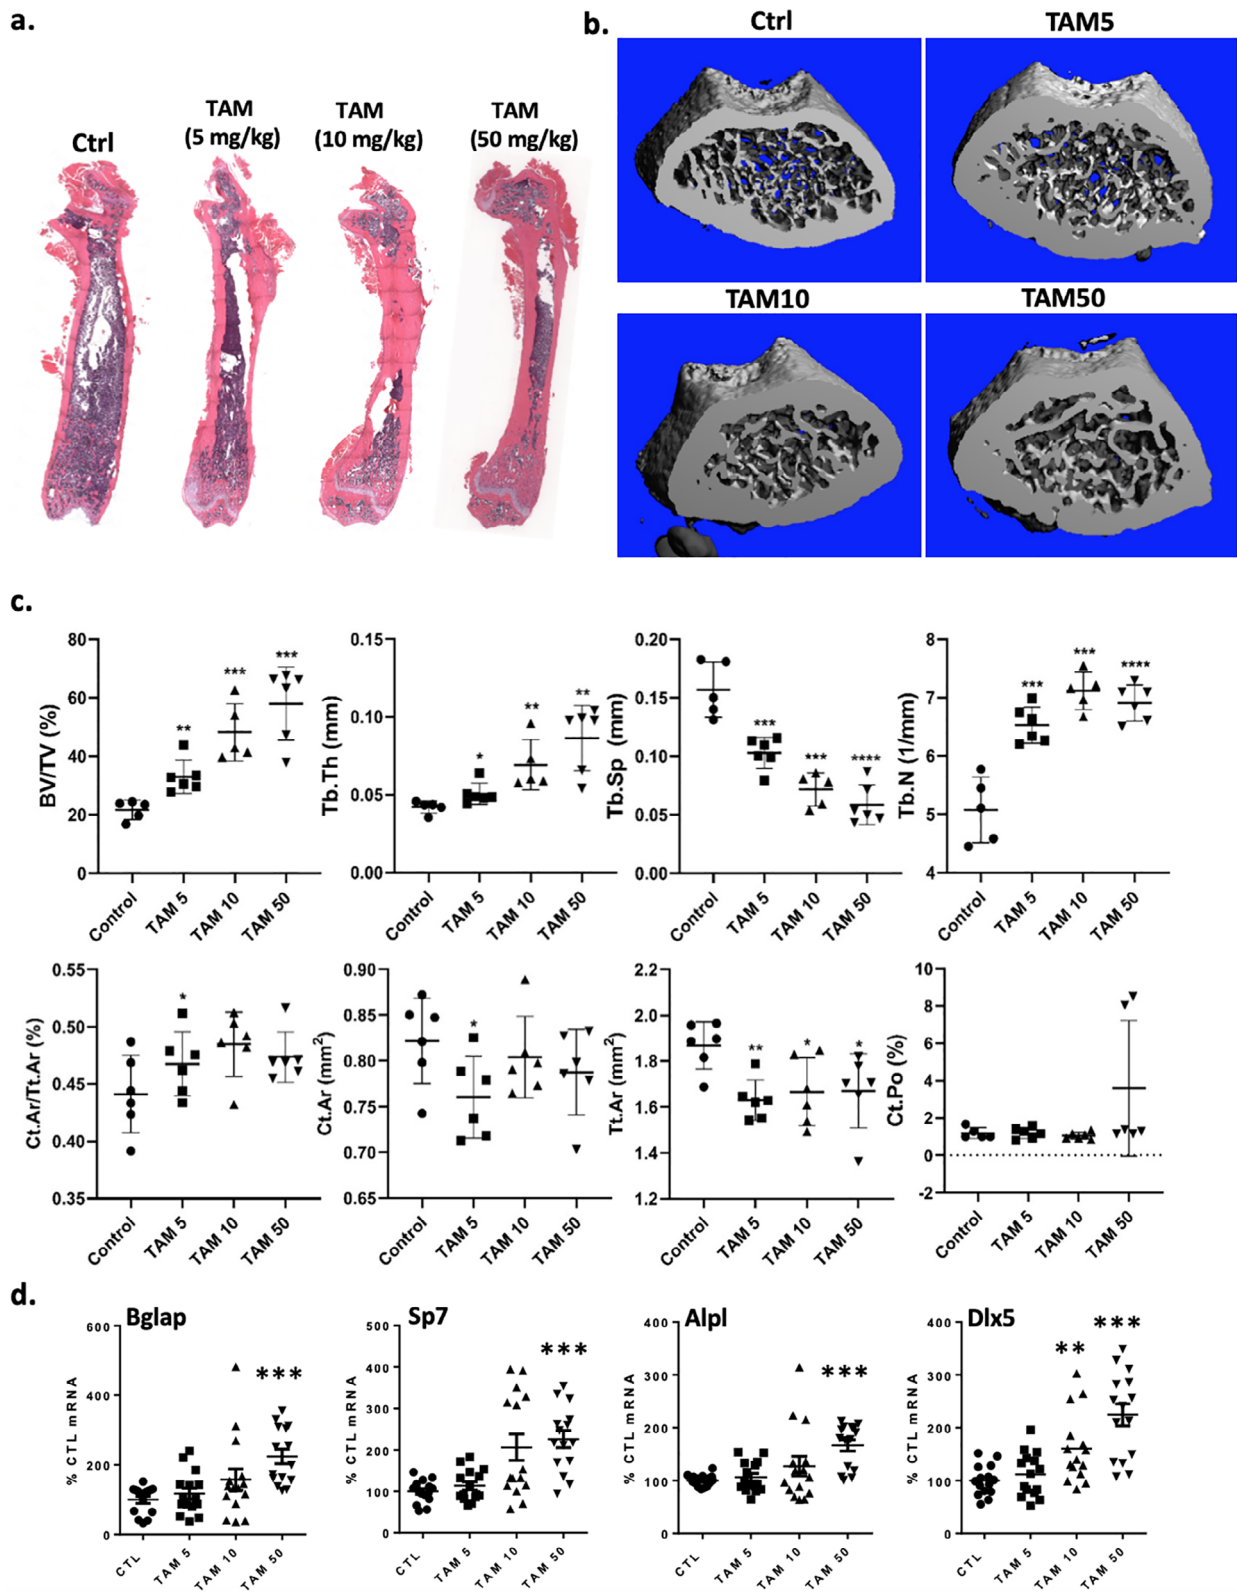 a.
Ctrl
TAM
(5 mg/kg)
TAM
(10 mg/kg)
TAM
(50 mg/kg)
b.
Ctrl
TAM5
TAM10
TAM50
c.
BV/TV (%)
80
60
40
20
0
**
***
***
Control
TAM 5
TAM 10
TAM 50
Tb.Th (mm)
0.15
0.10
0.05
0.00
*
**
**
Control
TAM 5
TAM 10
TAM 50
Tb.Sp (mm)
0.20
0.15
0.10
0.05
0.00
***
***
****
Control
TAM 5
TAM 10
TAM 50
Tb.N (1/mm)
8
7
6
5
4
***
***
****
Control
TAM 5
TAM 10
TAM 50
Ct.Ar/Tt.Ar (%)
0.55
0.50
0.45
0.40
0.35
*
Control
TAM 5
TAM 10
TAM 50
Ct.Ar (mm²)
0.90
0.85
0.80
0.75
0.70
0.65
*
Control
TAM 5
TAM 10
TAM 50
Tt.Ar (mm²)
2.2
2.0
1.8
1.6
1.4
1.2
**
*
*
Control
TAM 5
TAM 10
TAM 50
Ct.Po (%)
10
8
6
4
2
0
-2
Control
TAM 5
TAM 10
TAM 50
d.
Bglap
% CTL mRNA
600
400
200
0
***
CTL
TAM 5
TAM 10
TAM 50
Sp7
% CTL mRNA
500
400
300
200
100
0
***
CTL
TAM 5
TAM 10
TAM 50
Alpl
% CTL mRNA
400
300
200
100
0
***
CTL
TAM 5
TAM 10
TAM 50
Dlx5
% CTL mRNA
400
300
200
100
0
**
***
CTL
TAM 5
TAM 10
TAM 50